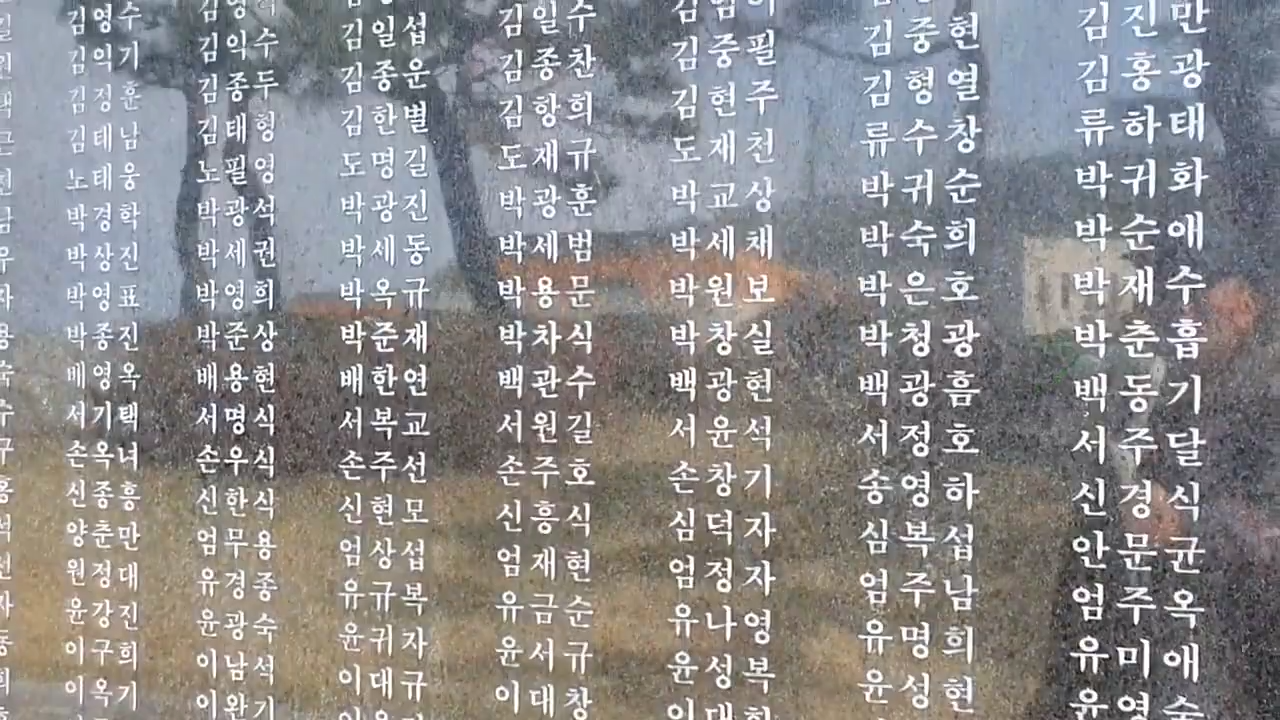 김영수
김익기
김정훈
김태남
노태웅
박경학
박상진
박영표
박종진
배영옥
서기택
손옥녀
신종흥
양춘만
원정대
윤강진
이구희
이옥기
김익수
김종두
김태형
노필영
박광석
박세권
박영희
박준상
배용현
서명식
손우식
신한식
엄무용
유경종
윤광숙
이남석
이완기
김일섭
김종운
김한별
도명길
박광진
박세동
박옥규
박준재
배한연
서복교
손주선
신현모
엄상섭
유규복
윤귀자
이대규
김일수
김종찬
김항희
도재규
박광훈
박세범
박용문
박차식
백관수
서원길
손주호
신흥식
엄재현
유금순
윤서규
이대창
김중필
김현주
도재천
박교상
박세채
박원보
박창실
백광현
서윤석
손창기
심덕자
엄정자
유나영
윤성복
김중현
김형열
류수창
박귀순
박숙희
박은호
박청광
백광흠
서정호
송영하
심복섭
엄주남
유명희
윤성현
김진만
김홍광
류하태
박귀화
박순애
박재수
박춘흡
백동기
서주달
신경식
안문균
엄주옥
유미애
윤영수